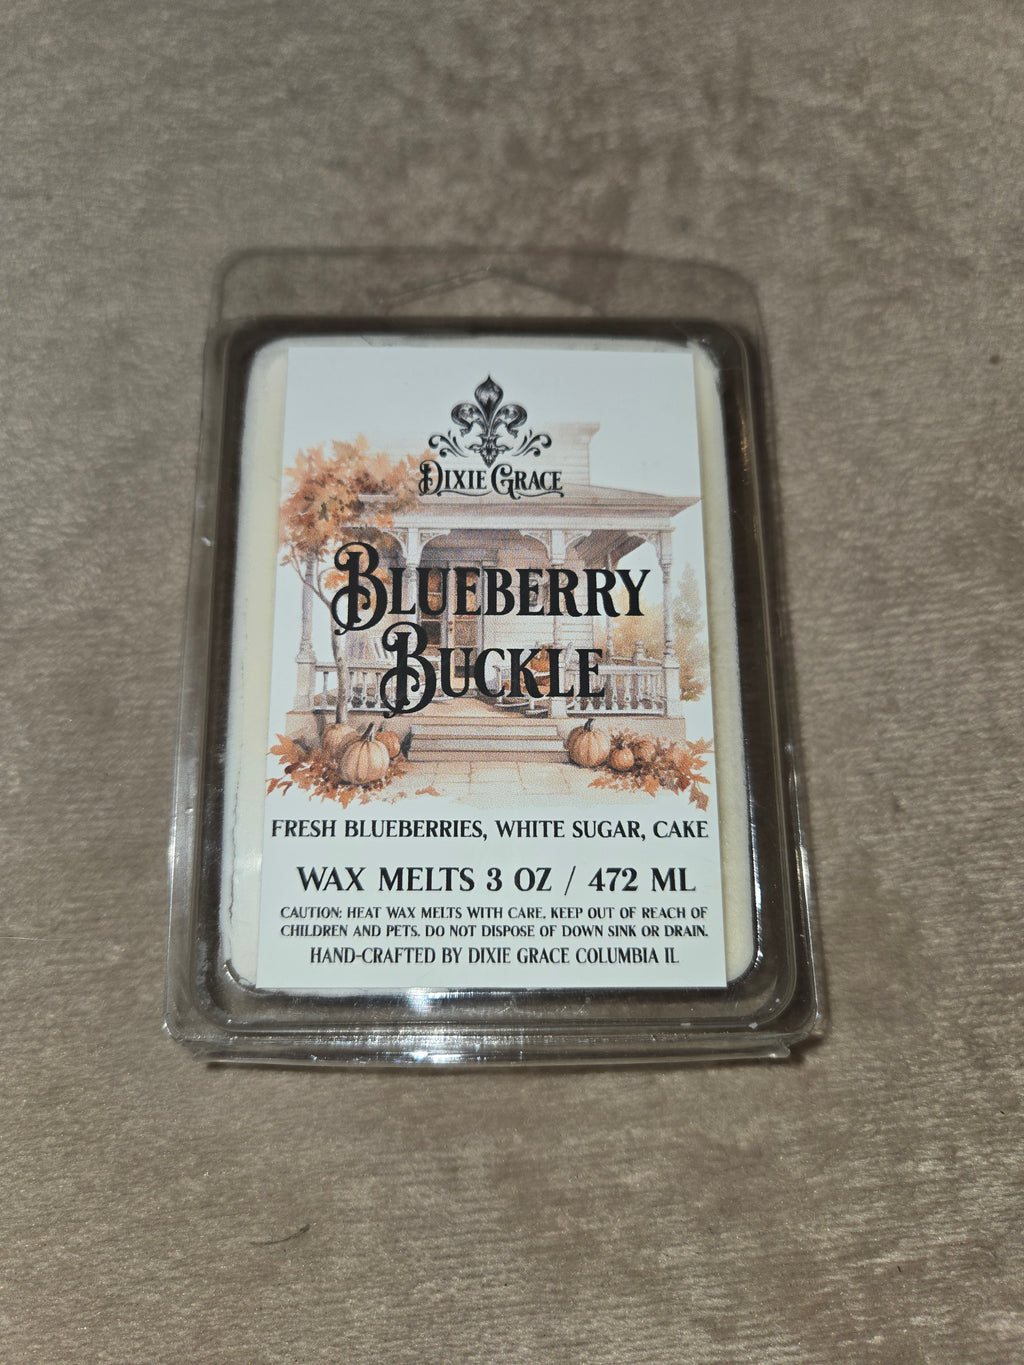 DIXIE GRACE
BLUEBERRY
BUCKLE
FRESH BLUEBERRIES, WHITE SUGAR, CAKE
WAX MELTS 3 OZ / 472 ML
CAUTION: HEAT WAX MELTS WITH CARE. KEEP OUT OF REACH OF
CHILDREN AND PETS. DO NOT DISPOSE OF DOWN SINK OR DRAIN.
HAND-CRAFTED BY DIXIE GRACE COLUMBIA IL